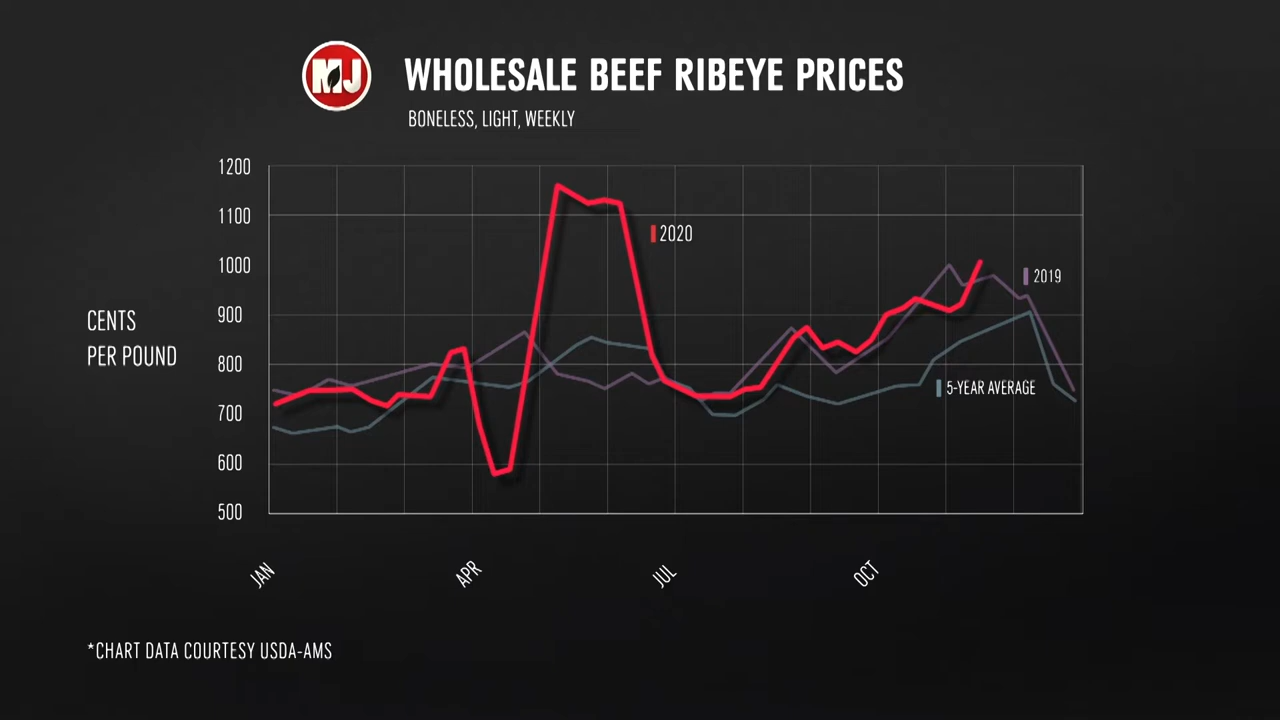 MJ
WHOLESALE BEEF RIBEYE PRICES
BONELESS, LIGHT, WEEKLY
1200
1100
1000
900
800
700
600
500
CENTS
PER POUND
2020
2019
5-YEAR AVERAGE
JAN
APR
JUL
OCT
*CHART DATA COURTESY USDA-AMS